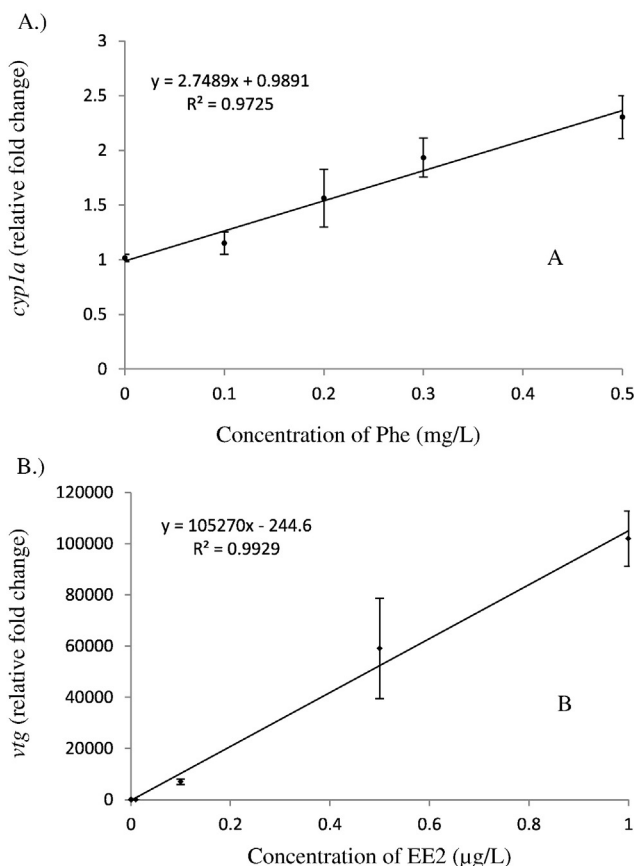 A.)
3
2.5
2
1.5
1
0.5
0
cyp1a (relative fold change)
y = 2.7489x + 0.9891
R² = 0.9725
A
0 0.1 0.2 0.3 0.4 0.5
Concentration of Phe (mg/L)
B.)
120000
100000
80000
60000
40000
20000
0
vtg (relative fold change)
y = 105270x - 244.6
R² = 0.9929
B
0 0.2 0.4 0.6 0.8 1
Concentration of EE2 (µg/L)